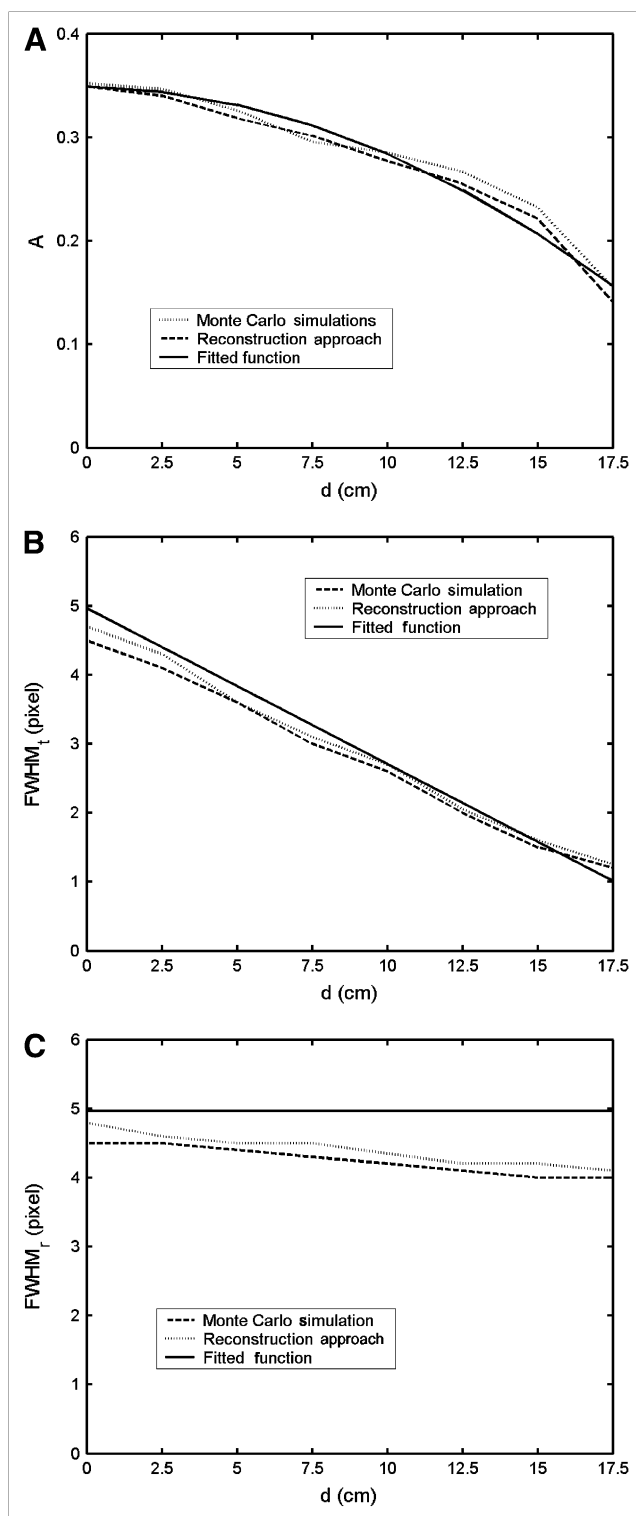 A
0.4
0.3
0.2
0.1
0
A
Monte Carlo simulations
Reconstruction approach
Fitted function
0 2.5 5 7.5 10 12.5 15 17.5
d (cm)
B
6
5
4
3
2
1
0
FWHM_t (pixel)
Monte Carlo simulation
Reconstruction approach
Fitted function
0 2.5 5 7.5 10 12.5 15 17.5
d (cm)
C
6
5
4
3
2
1
0
FWHM_r (pixel)
Monte Carlo simulation
Reconstruction approach
Fitted function
0 2.5 5 7.5 10 12.5 15 17.5
d (cm)